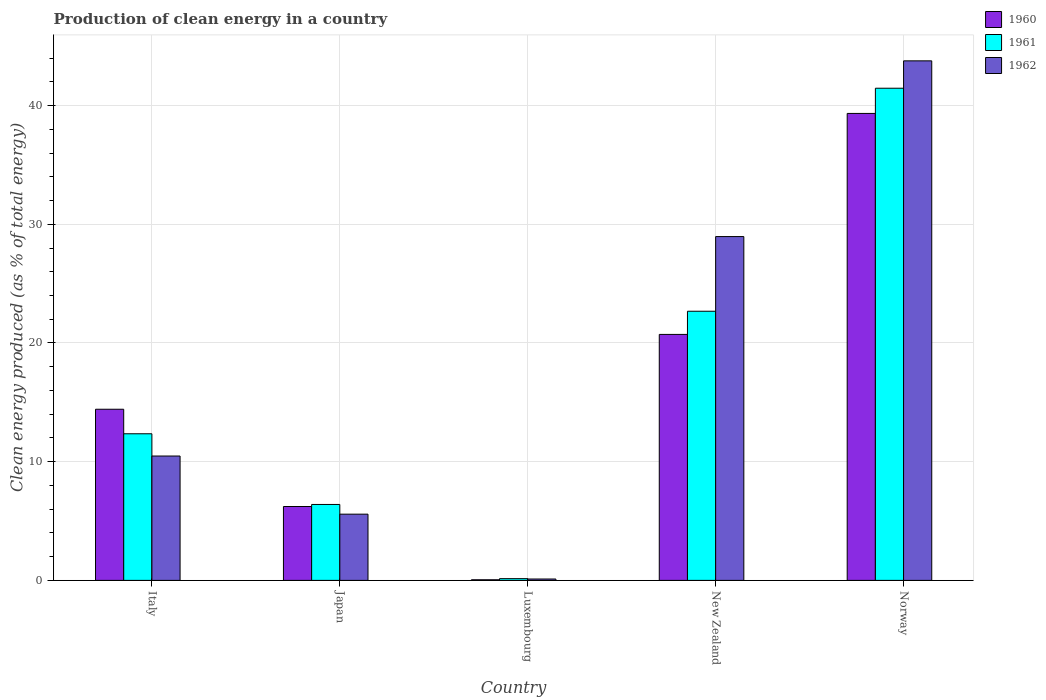 Production of clean energy in a country
1960
1961
1962
Clean energy produced (as % of total energy)
40
30
20
10
0
Italy
Japan
Luxembourg
New Zealand
Norway
Country